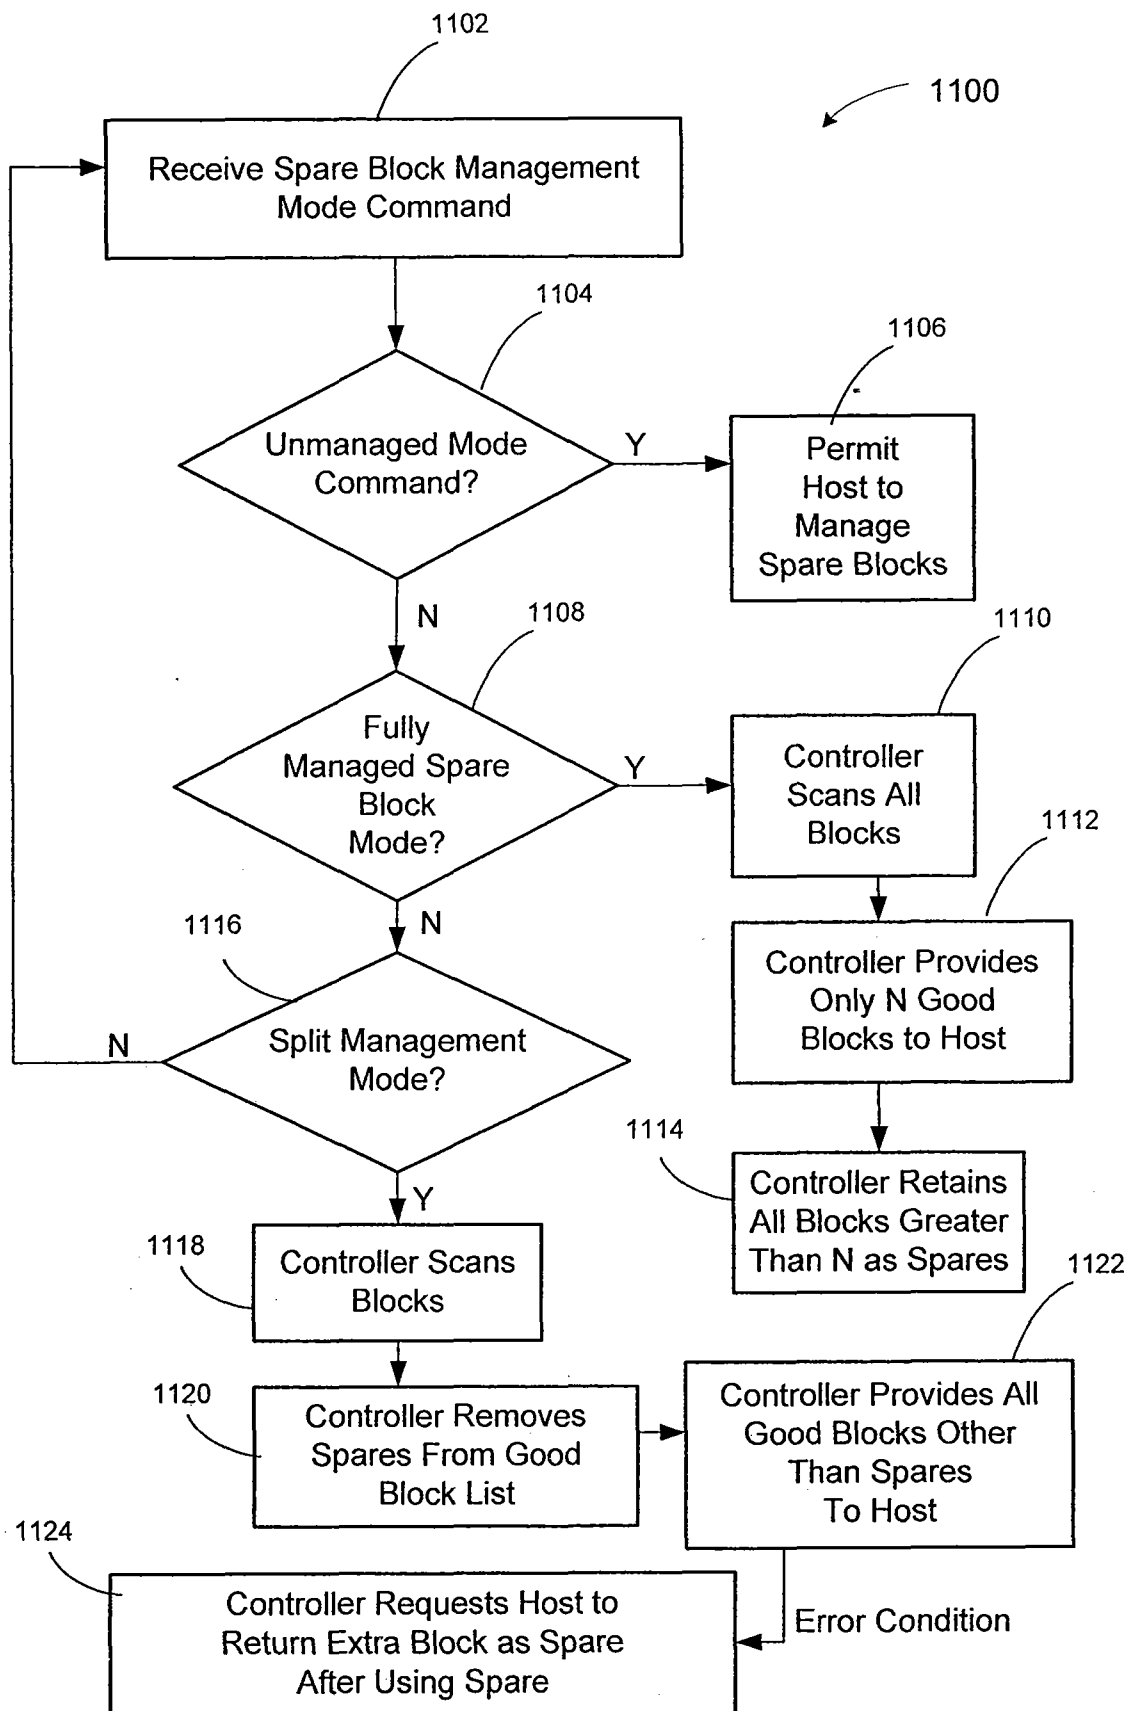 1102
1100
Receive Spare Block Management
Mode Command
1104
1106
Unmanaged Mode
Command?
Y
Permit
Host to
Manage
Spare Blocks
N
1108
1110
Fully
Managed Spare
Block
Mode?
Y
Controller
Scans All
Blocks
1112
N
1116
Controller Provides
Only N Good
Blocks to Host
Split Management
Mode?
N
1114
Y
Controller Retains
All Blocks Greater
Than N as Spares
1118
Controller Scans
Blocks
1122
1120
Controller Removes
Spares From Good
Block List
Controller Provides All
Good Blocks Other
Than Spares
To Host
1124
Controller Requests Host to
Return Extra Block as Spare
After Using Spare
Error Condition